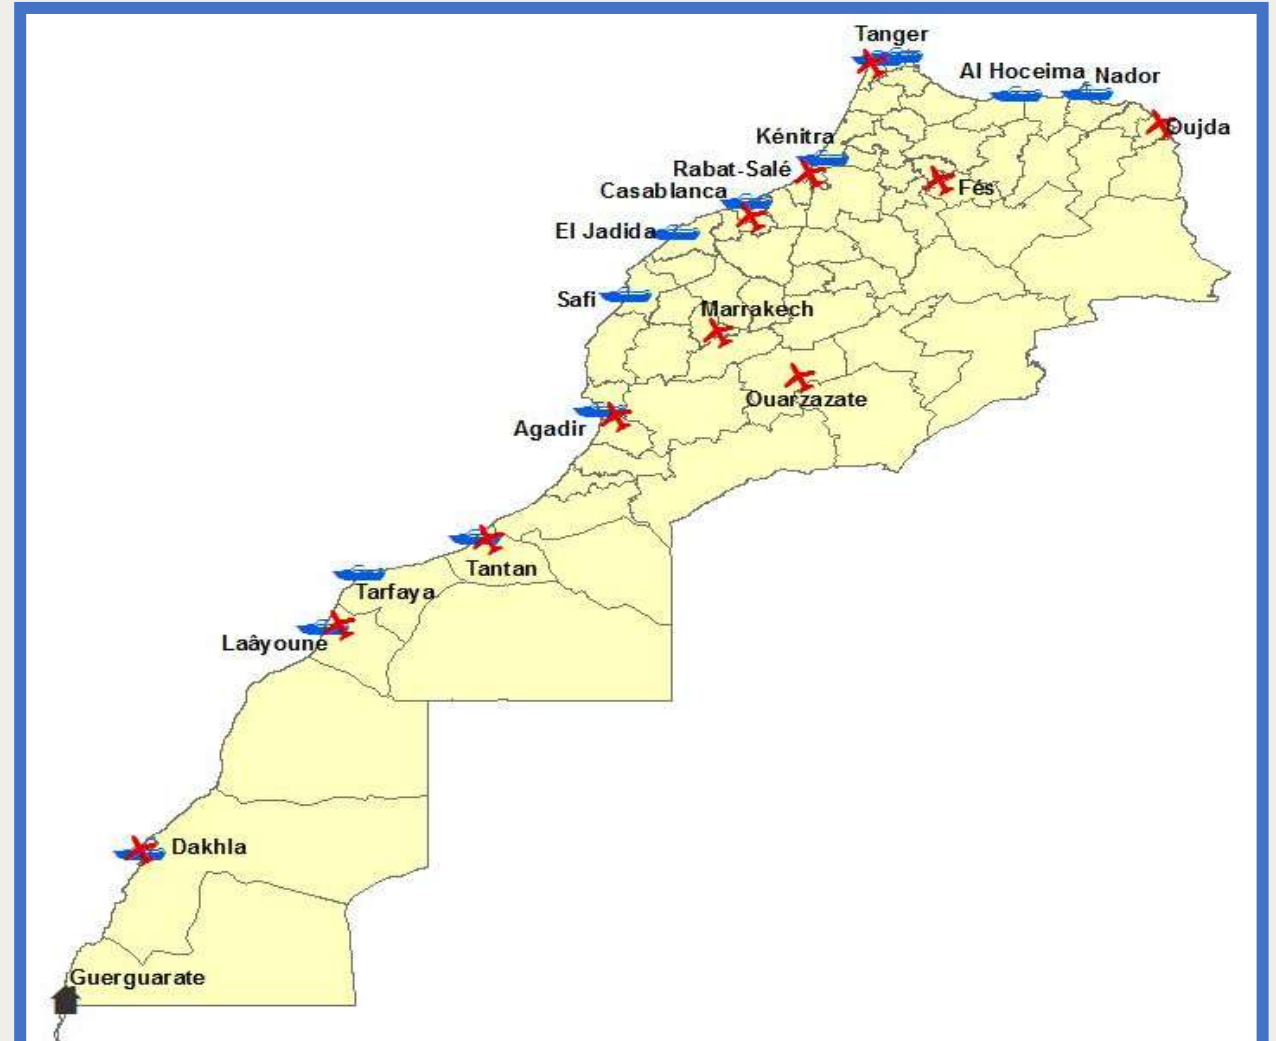 Tanger
Al Hoceima
Nador
Oujda
Kénitra
Rabat-Salé
Fés
Casablanca
El Jadida
Safi
Marrakech
Ouarzazate
Agadir
Tantan
Tarfaya
Laâyoune
Dakhla
Guerguarate